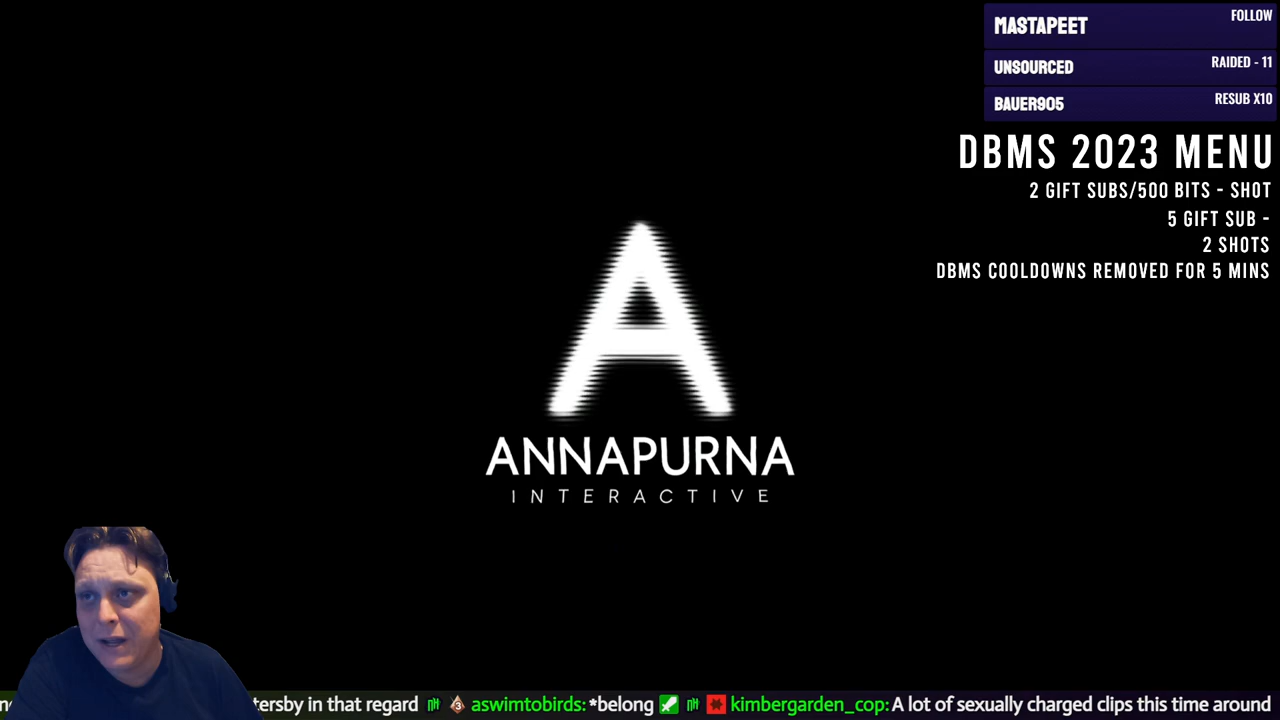 MASTAPEET FOLLOW
UNSOURCED RAIDED - 11
BAUER905 RESUB X10
DBMS 2023 MENU
2 GIFT SUBS/500 BITS - SHOT
5 GIFT SUB -
2 SHOTS
DBMS COOLDOWNS REMOVED FOR 5 MINS
A
ANNAPURNA
INTERACTIVE
tersby in that regard 3 aswimtobirds: *belong kimbergarden_cop: A lot of sexually charged clips this time around